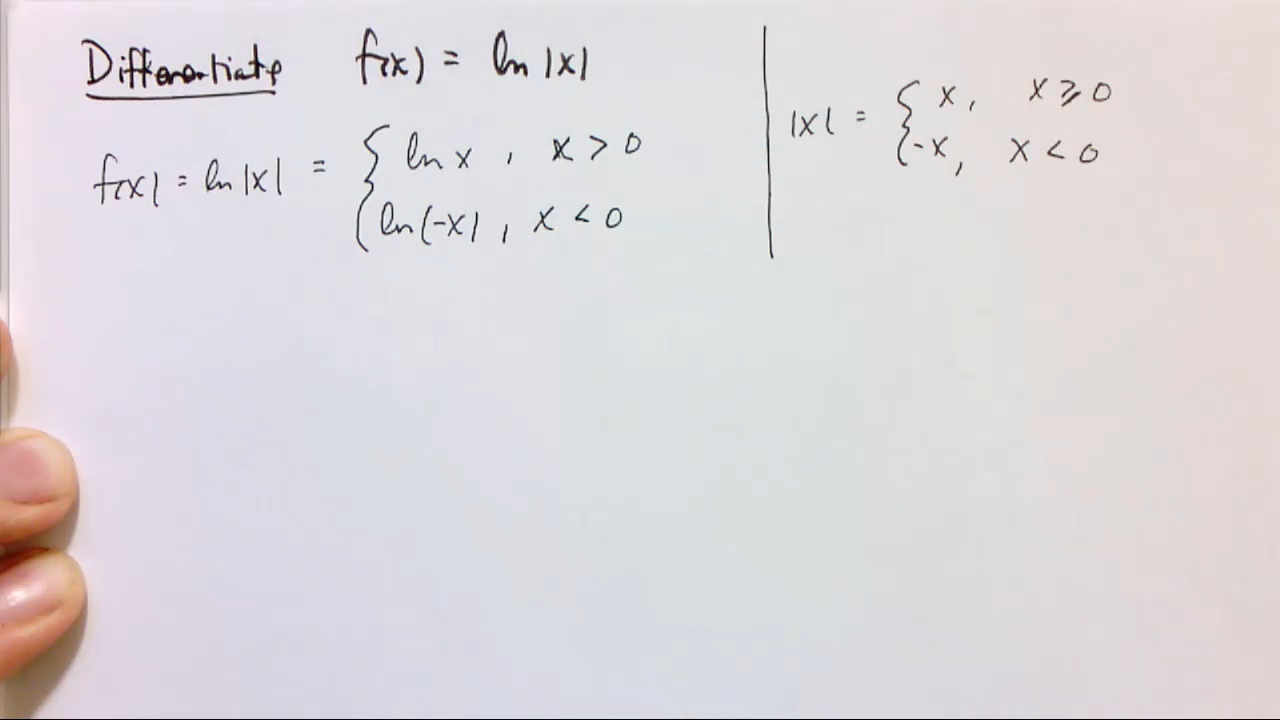 Differentiate f(x) = ln |x|
f(x) = ln |x| = { ln x , x > 0
ln(-x) , x < 0
|x| = { x , x ⩾ 0
-x , x < 0